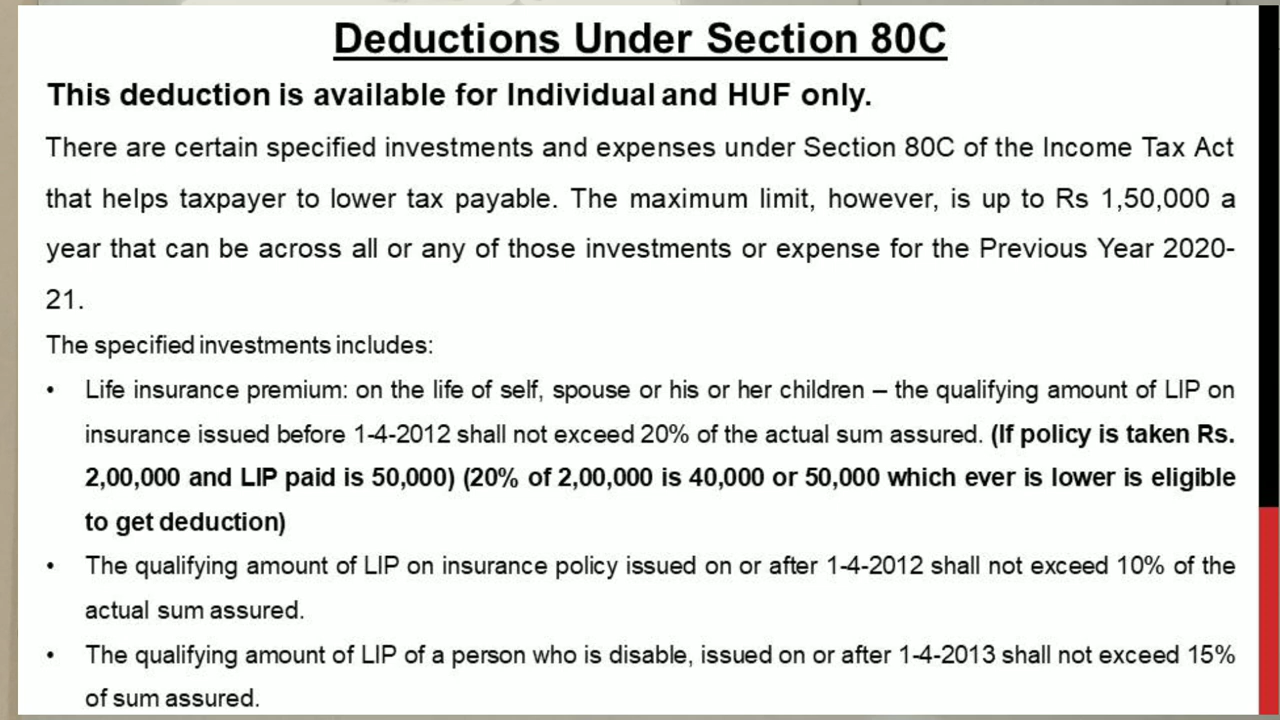 Deductions Under Section 80C
This deduction is available for Individual and HUF only.
There are certain specified investments and expenses under Section 80C of the Income Tax Act
that helps taxpayer to lower tax payable. The maximum limit, however, is up to Rs 1,50,000 a
year that can be across all or any of those investments or expense for the Previous Year 2020-
21.
The specified investments includes:
• Life insurance premium: on the life of self, spouse or his or her children – the qualifying amount of LIP on
insurance issued before 1-4-2012 shall not exceed 20% of the actual sum assured. (If policy is taken Rs.
2,00,000 and LIP paid is 50,000) (20% of 2,00,000 is 40,000 or 50,000 which ever is lower is eligible
to get deduction)
• The qualifying amount of LIP on insurance policy issued on or after 1-4-2012 shall not exceed 10% of the
actual sum assured.
• The qualifying amount of LIP of a person who is disable, issued on or after 1-4-2013 shall not exceed 15%
of sum assured.